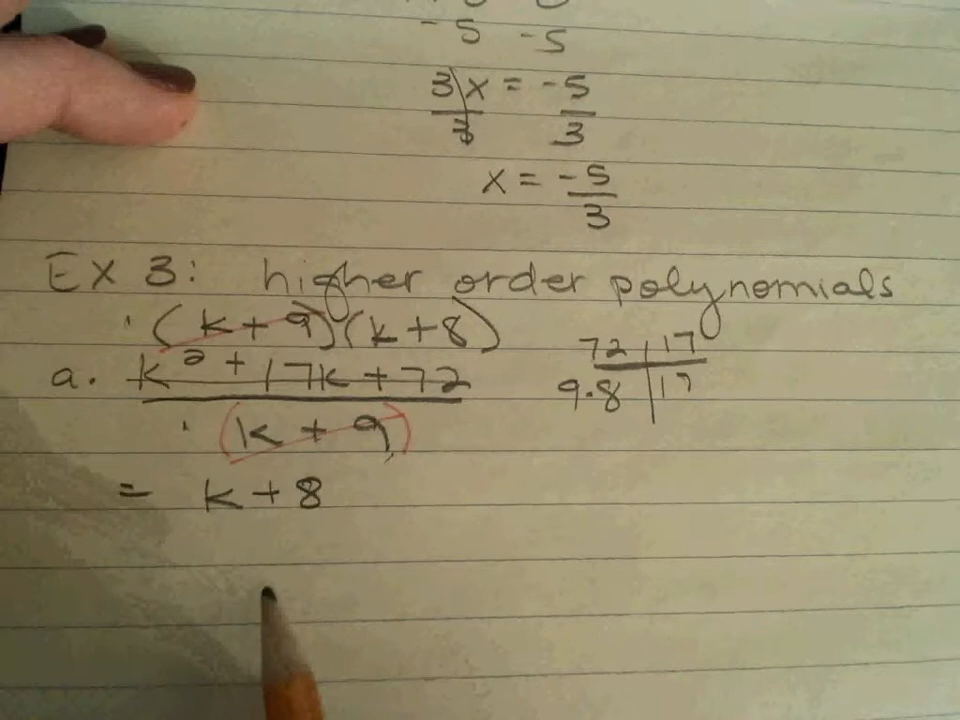 -5 -5
3x = -5
3 3
x = -5
3
Ex 3: higher order polynomials
(k + 9)(k + 8)
72 | 17
a. k² + 17k + 72
9·8 | 17
(k + 9)
= k + 8